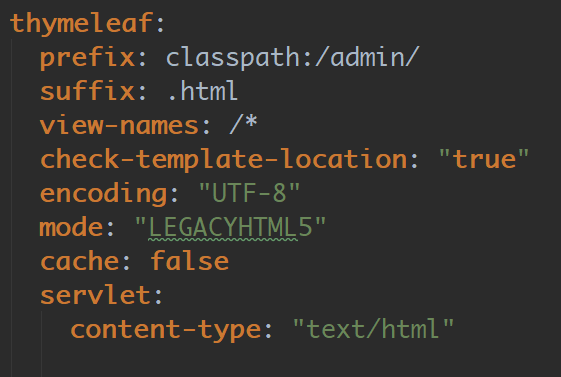 thymeleaf:
  prefix: classpath:/admin/
  suffix: .html
  view-names: /*
  check-template-location: "true"
  encoding: "UTF-8"
  mode: "LEGACYHTML5"
  cache: false
  servlet:
    content-type: "text/html"